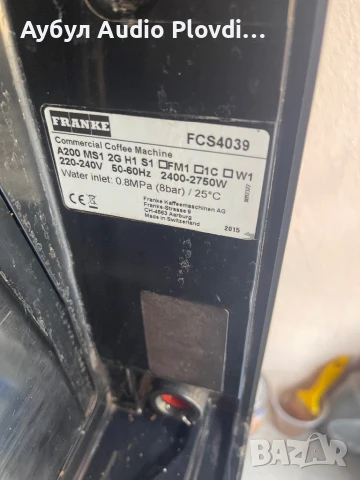 Аубул Аудио Plovdi...
FRANKE
FCS4039
Commercial Coffee Machine
A200 MS1 2G H1 S1 ☐FM1 ☐1C ☐W1
220-240V 50-60Hz 2400-2750W
Water inlet: 0.8MPa (8bar) / 25°C
Franke Kaffeemaschinen AG
Franke-Strasse 9
CH-4663 Aarburg
Made in Switzerland
2015
BAZAR